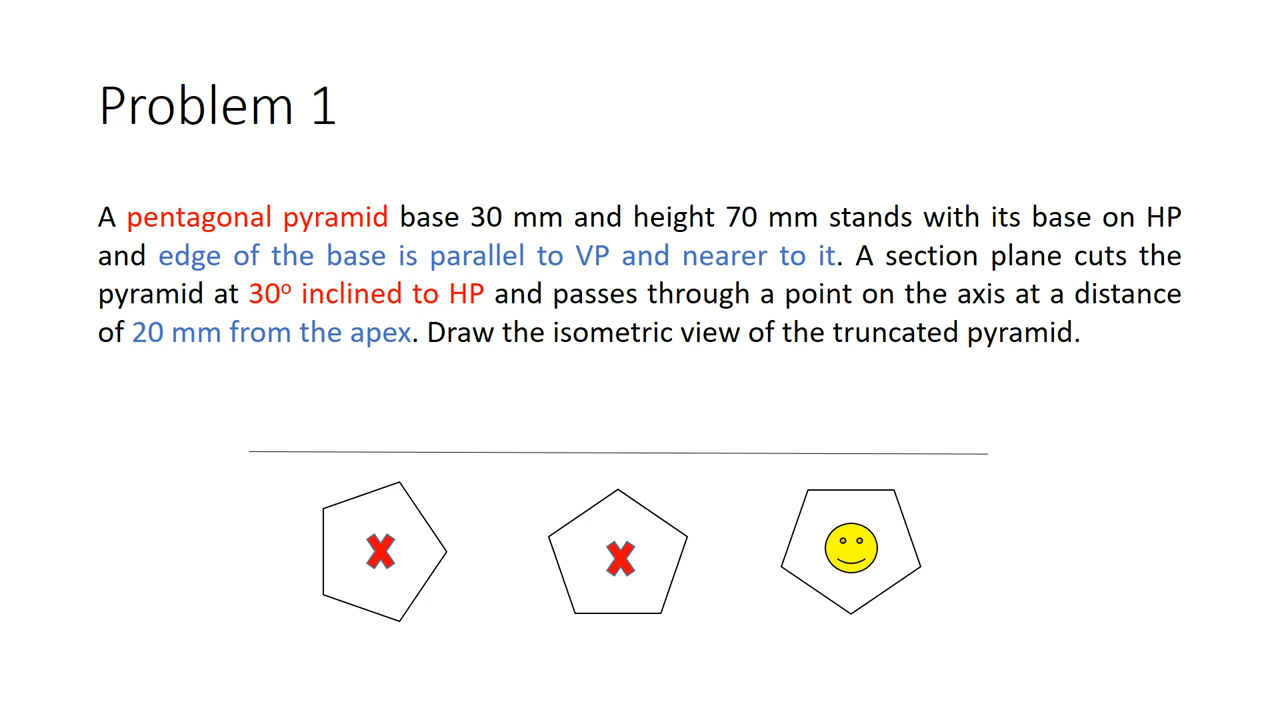 Problem 1
A pentagonal pyramid base 30 mm and height 70 mm stands with its base on HP
and edge of the base is parallel to VP and nearer to it. A section plane cuts the
pyramid at 30º inclined to HP and passes through a point on the axis at a distance
of 20 mm from the apex. Draw the isometric view of the truncated pyramid.